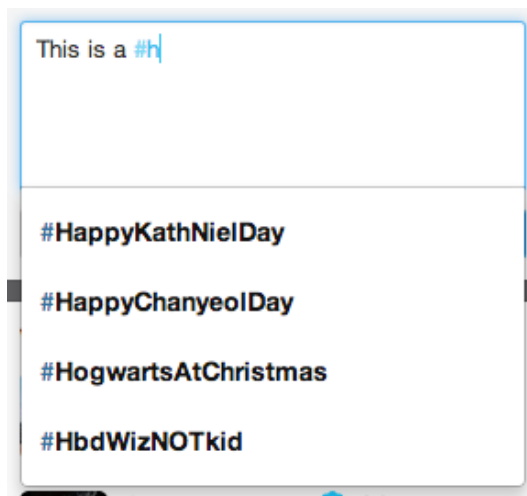 This is a #h
#HappyKathNielDay
#HappyChanyeolDay
#HogwartsAtChristmas
#HbdWizNOTkid